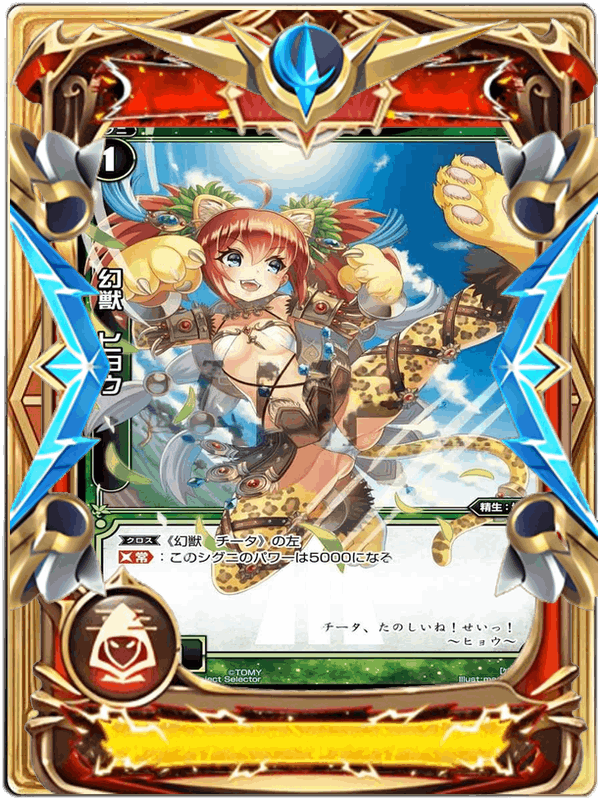 1
幻獣 ヒョウ
精生:
クロス 《幻獣 チータ》の左
常:このシグニのパワーは5000になる
チータ、たのしいね!せいっ!
～ヒョウ～
©TOMY
ect Selector
Illust:m